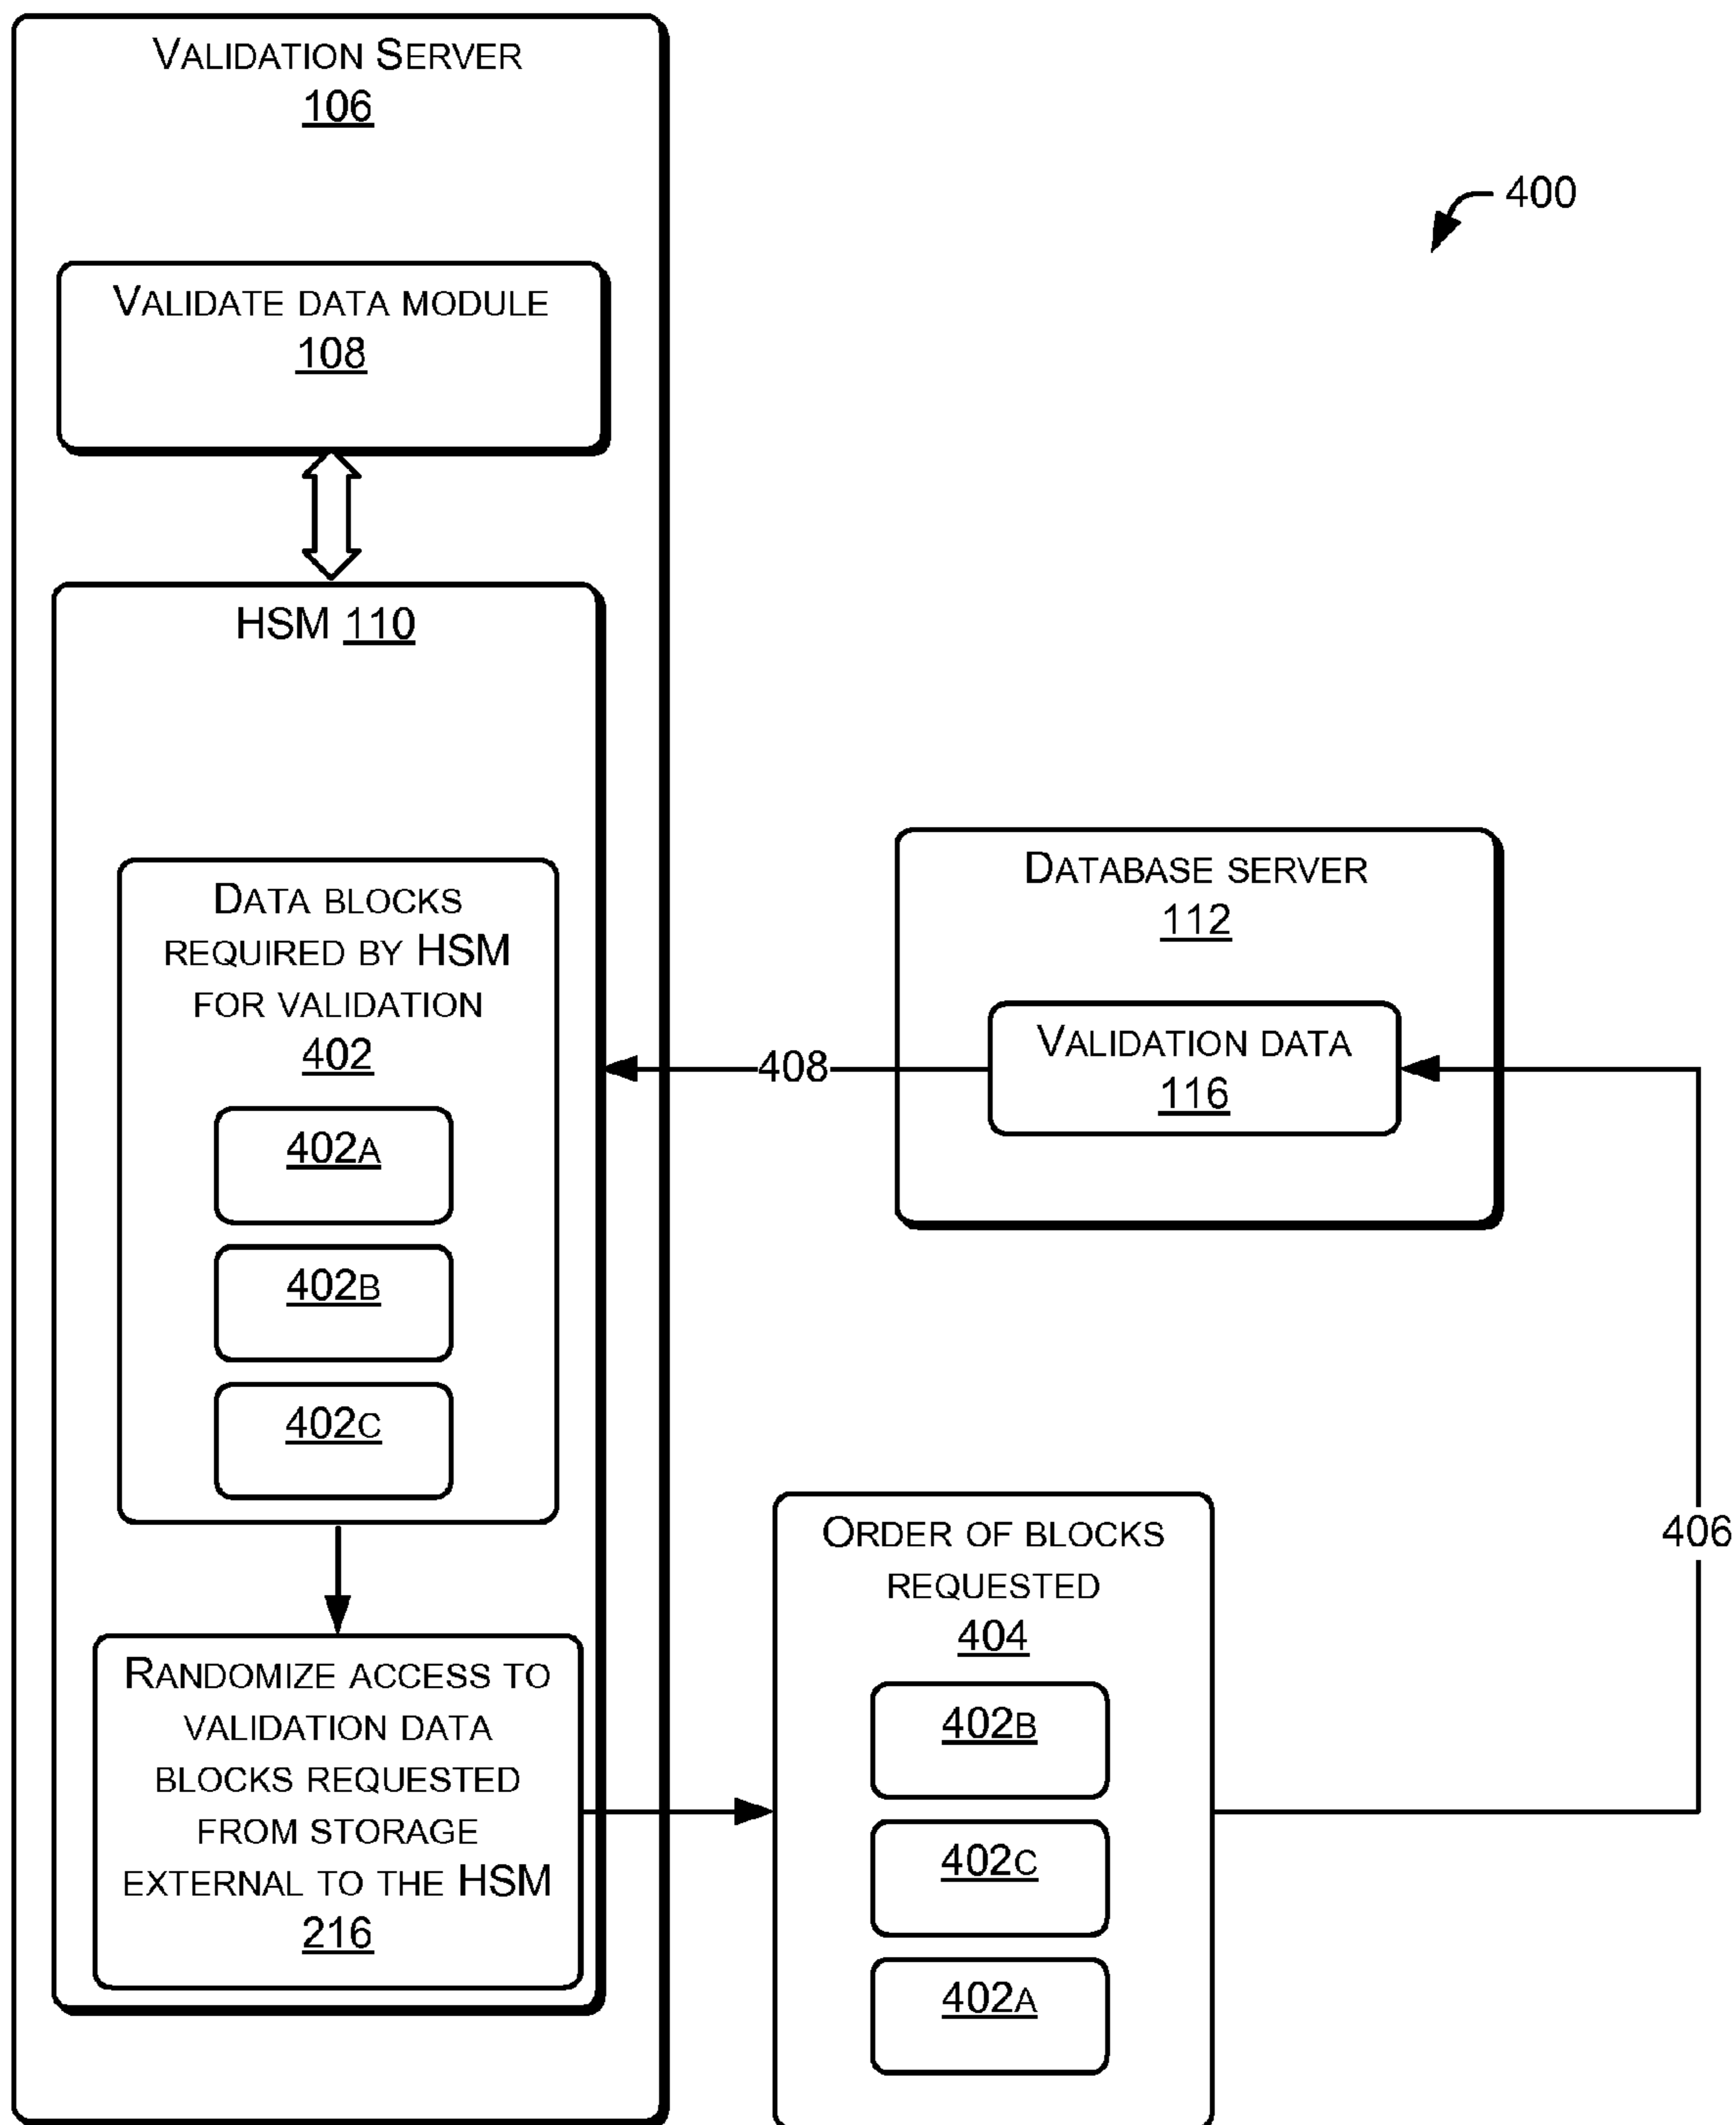 VALIDATION SERVER
106
400
VALIDATE DATA MODULE
108
HSM 110
DATA BLOCKS
REQUIRED BY HSM
FOR VALIDATION
402
402A
402B
402C
DATABASE SERVER
112
VALIDATION DATA
116
408
406
RANDOMIZE ACCESS TO
VALIDATION DATA
BLOCKS REQUESTED
FROM STORAGE
EXTERNAL TO THE HSM
216
ORDER OF BLOCKS
REQUESTED
404
402B
402C
402A